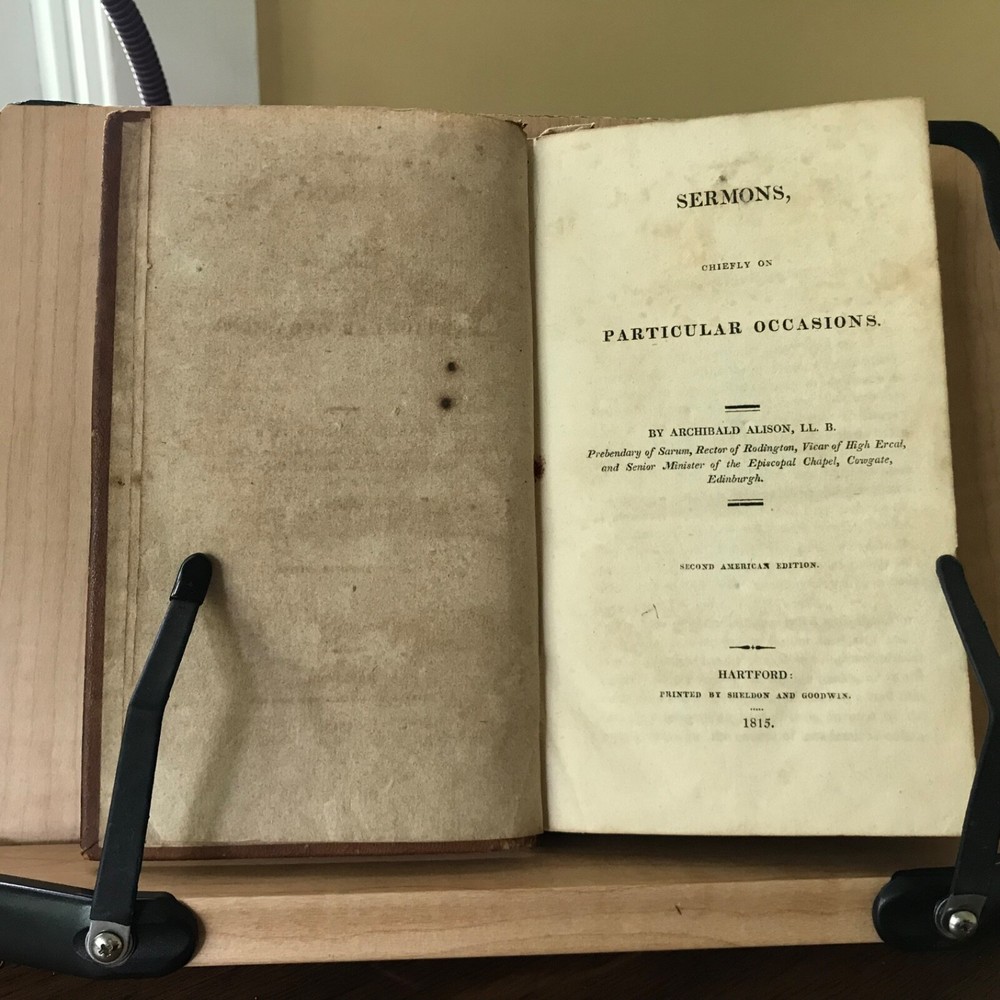 SERMONS,
CHIEFLY ON
PARTICULAR OCCASIONS.
BY ARCHIBALD ALISON, LL. B.
Prebendary of Sarum, Rector of Rodington, Vicar of High Ercal,
and Senior Minister of the Episcopal Chapel, Cowgate,
Edinburgh.
SECOND AMERICAN EDITION.
HARTFORD:
PRINTED BY SHELDON AND GOODWIN.
1815.